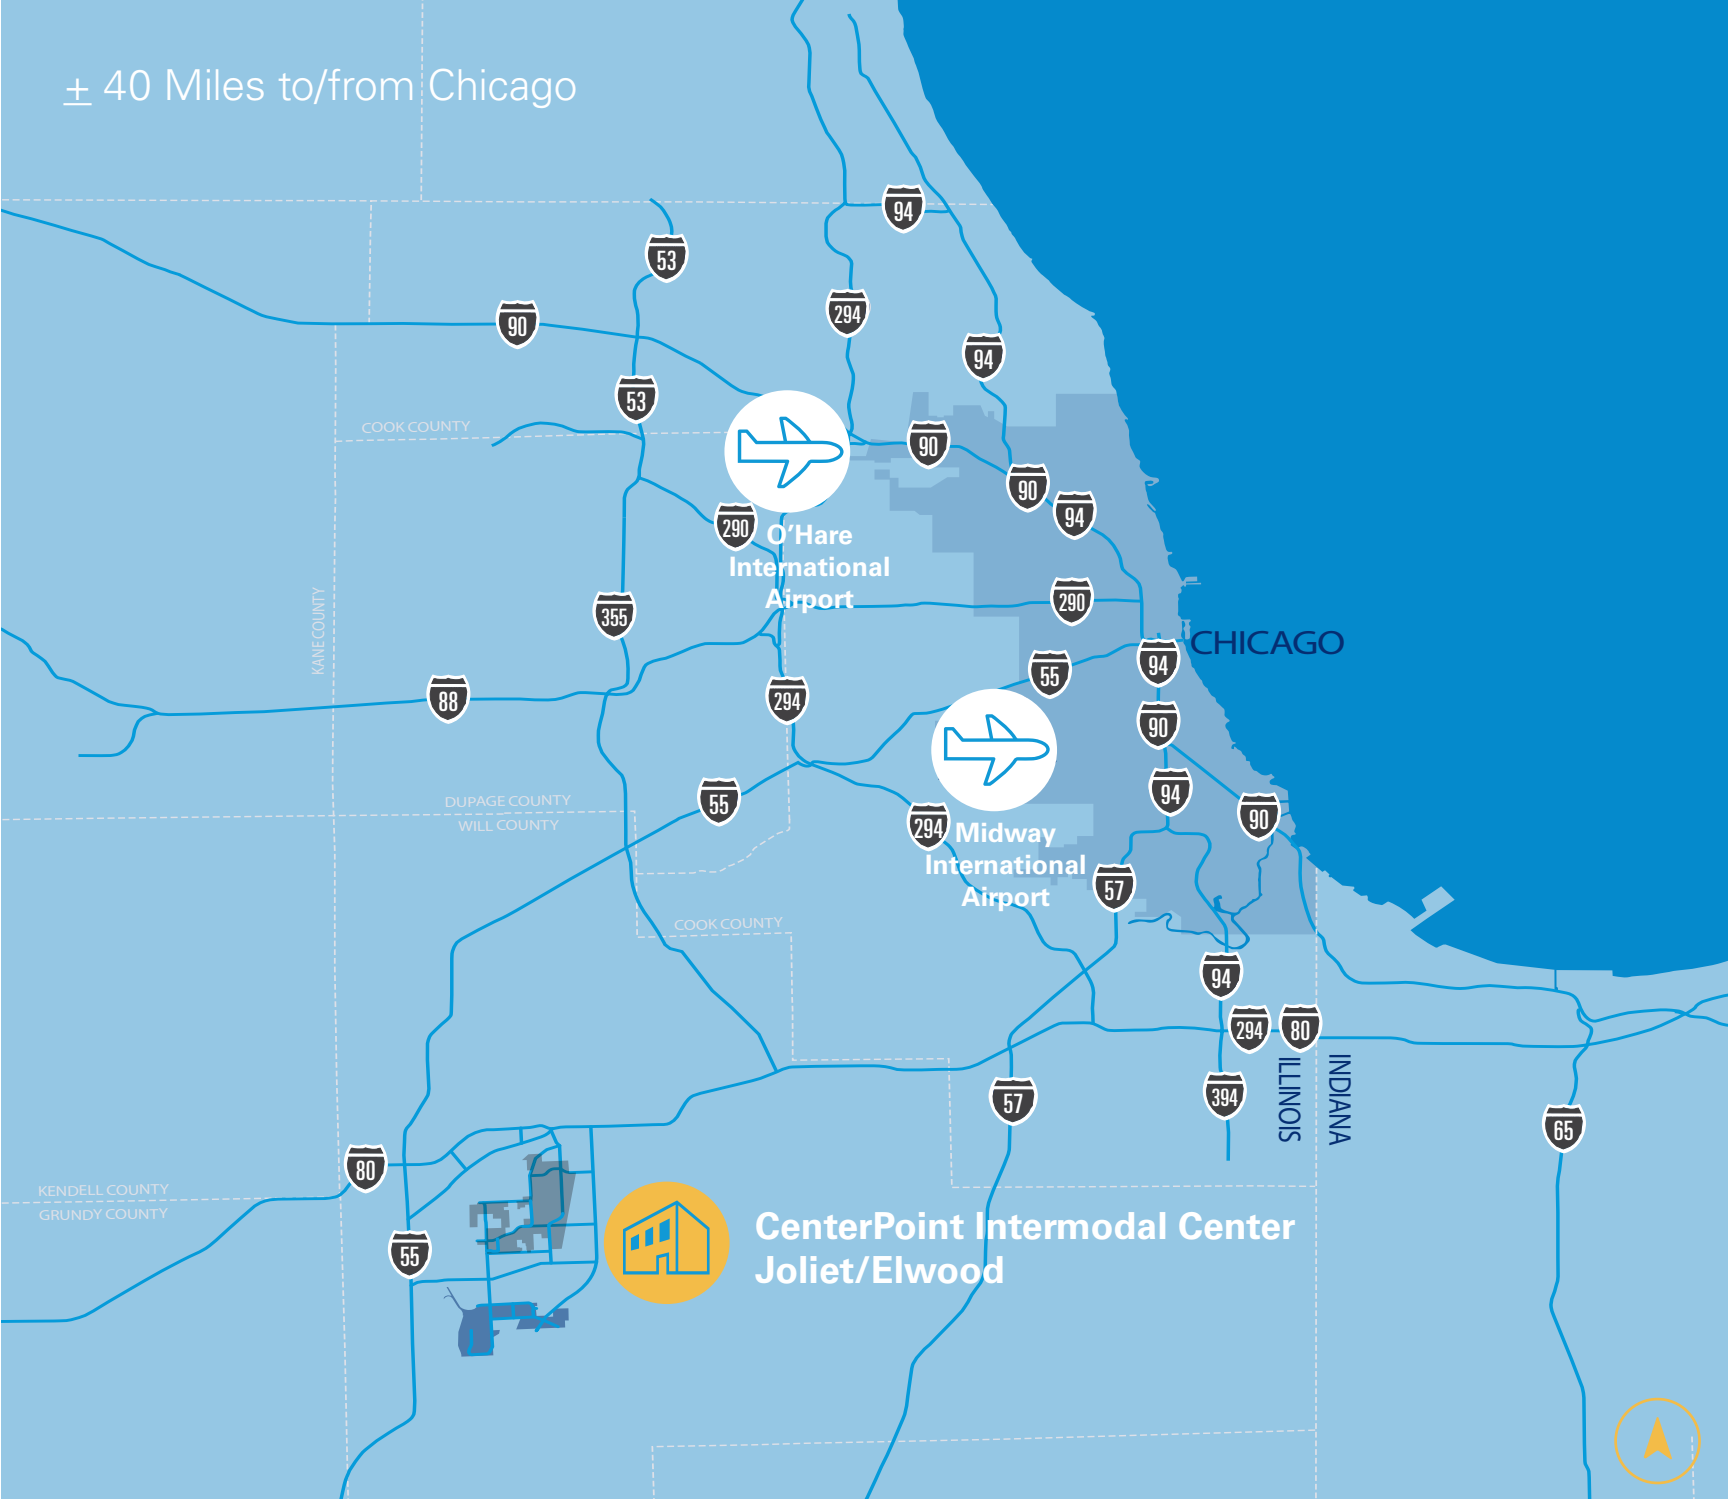 ± 40 Miles to/from Chicago
94
53
294
90
94
53
COOK COUNTY
90
90
94
290
O'Hare
International
Airport
290
KANE COUNTY
355
CHICAGO
94
55
88
294
90
94
55
DUPAGE COUNTY
WILL COUNTY
90
294
Midway
International
Airport
57
COOK COUNTY
94
294
80
ILLINOIS
INDIANA
57
394
65
80
KENDELL COUNTY
GRUNDY COUNTY
55
CenterPoint Intermodal Center
Joliet/Elwood